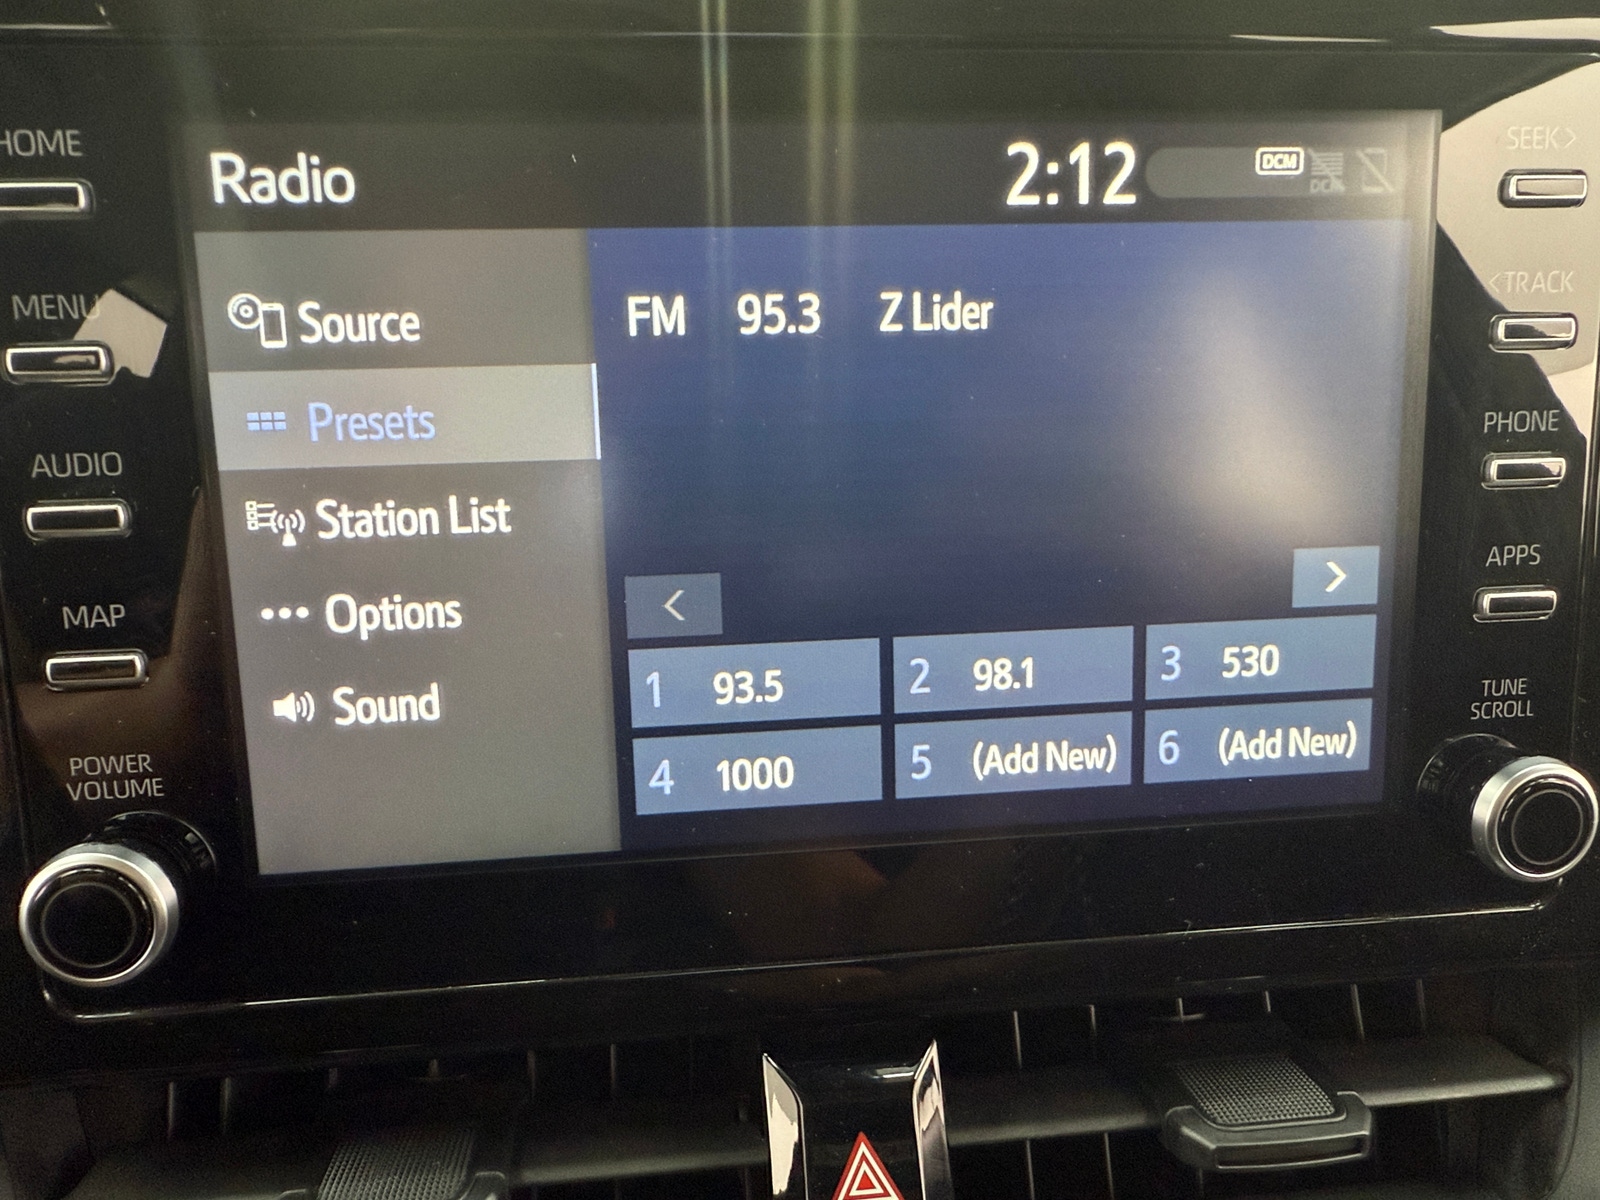 HOME
MENU
AUDIO
MAP
POWER
VOLUME
Radio
2:12
DCM
DCM
Source
Presets
Station List
Options
Sound
FM 95.3 Z Lider
<
>
1 93.5
2 98.1
3 530
4 1000
5 (Add New)
6 (Add New)
SEEK>
<TRACK
PHONE
APPS
TUNE
SCROLL